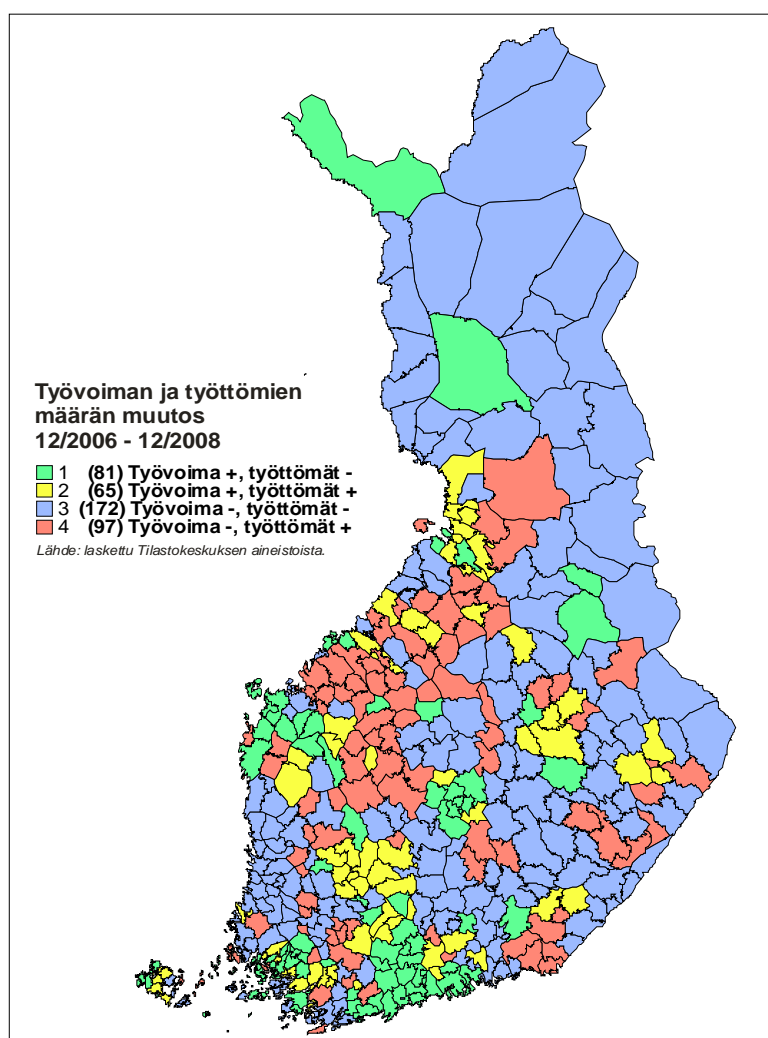 Työvoiman ja työttömien
määrän muutos
12/2006 - 12/2008
1 (81) Työvoima +, työttömät -
2 (65) Työvoima +, työttömät +
3 (172) Työvoima -, työttömät -
4 (97) Työvoima -, työttömät +
Lähde: laskettu Tilastokeskuksen aineistoista.